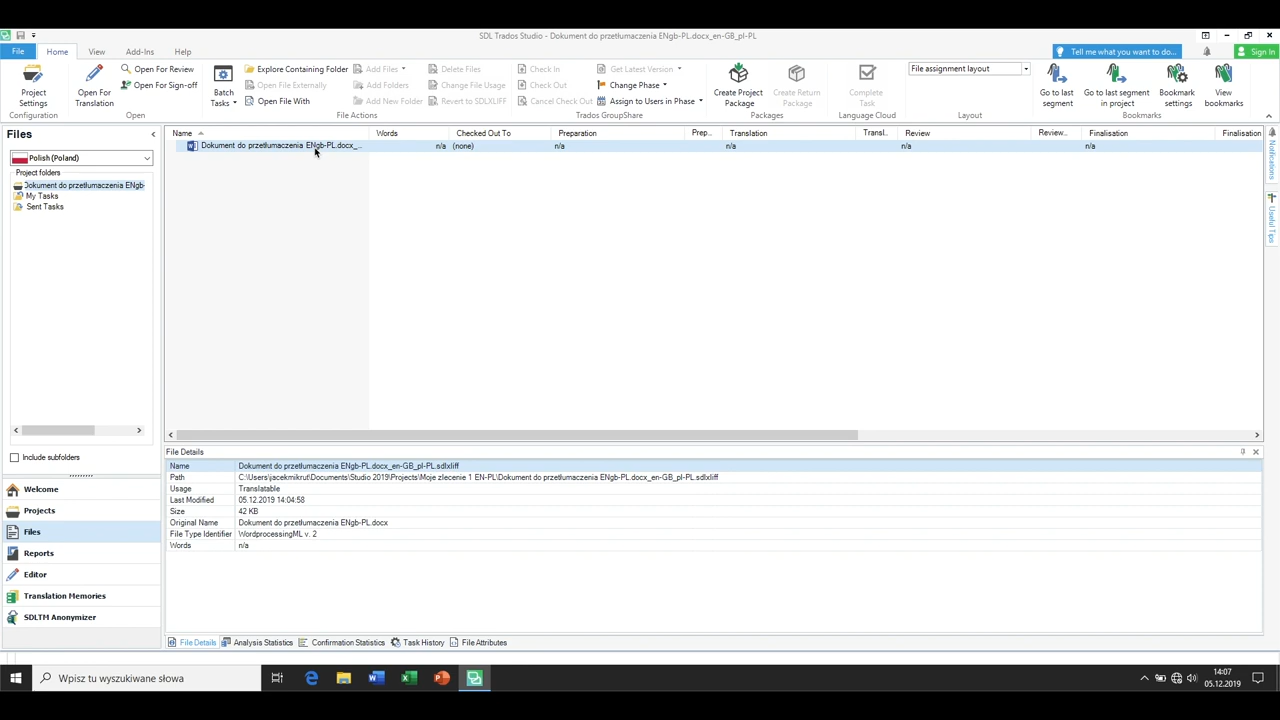 SDL Trados Studio - Dokument do przetłumaczenia ENgb-PL.docx_en-GB_pl-PL
File Home View Add-Ins Help Tell me what you want to do... Sign In
Project Settings
Configuration
Open For Translation
Open For Review
Open For Sign-off
Open
Batch Tasks
Explore Containing Folder
Open File Externally
Open File With
Add Files
Add Folders
Add New Folder
Delete Files
Change File Usage
Revert to SDLXLIFF
File Actions
Check In
Check Out
Cancel Check Out
Get Latest Version
Change Phase
Assign to Users in Phase
Trados GroupShare
Create Project Package
Create Return Package
Packages
Complete Task
Language Cloud
File assignment layout
Layout
Go to last segment
Go to last segment in project
Bookmark settings
View bookmarks
Bookmarks
Files
Polish (Poland)
Project folders
Dokument do przetłumaczenia ENgb-
My Tasks
Sent Tasks
Include subfolders
Welcome
Projects
Files
Reports
Editor
Translation Memories
SDLTM Anonymizer
Name Words Checked Out To Preparation Prep... Translation Transl... Review Review... Finalisation Finalisation
Dokument do przetłumaczenia ENgb-PL.docx_... n/a (none) n/a n/a n/a n/a
Notifications
Useful Tips
File Details
Name Dokument do przetłumaczenia ENgb-PL.docx_en-GB_pl-PL.sdlxliff
Path C:\Users\jacekmikrut\Documents\Studio 2019\Projects\Moje zlecenie 1 EN-PL\Dokument do przetłumaczenia ENgb-PL.docx_en-GB_pl-PL.sdlxliff
Usage Translatable
Last Modified 05.12.2019 14:04:58
Size 42 KB
Original Name Dokument do przetłumaczenia ENgb-PL.docx
File Type Identifier WordprocessingML v. 2
Words n/a
File Details Analysis Statistics Confirmation Statistics Task History File Attributes
Wpisz tu wyszukiwane słowa
14:07
05.12.2019